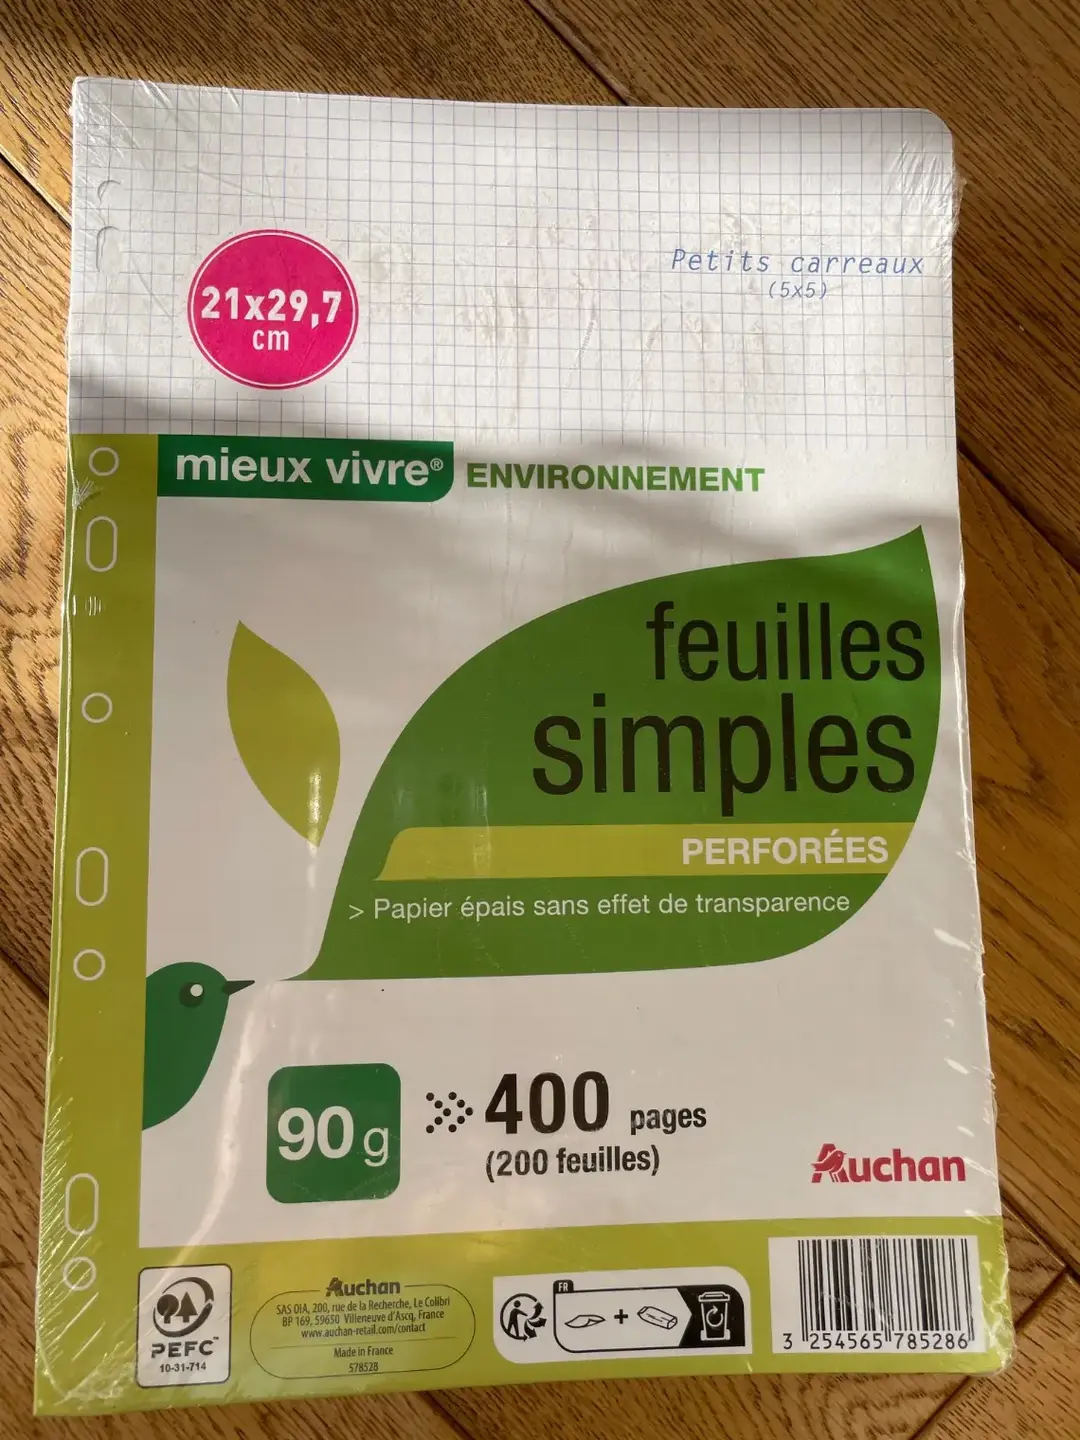 Petits carreaux
(5x5)
21x29,7
cm
mieux vivre® ENVIRONNEMENT
feuilles
simples
PERFORÉES
> Papier épais sans effet de transparence
90g
400 pages
(200 feuilles)
Auchan
PEFC™
10-31-714
Auchan
SAS OIA, 200, rue de la Recherche, Le Colibri
BP 169, 59650 Villeneuve d'Ascq, France
www.auchan-retail.com/contact
Made in France
578528
FR
+
3 254565 785286